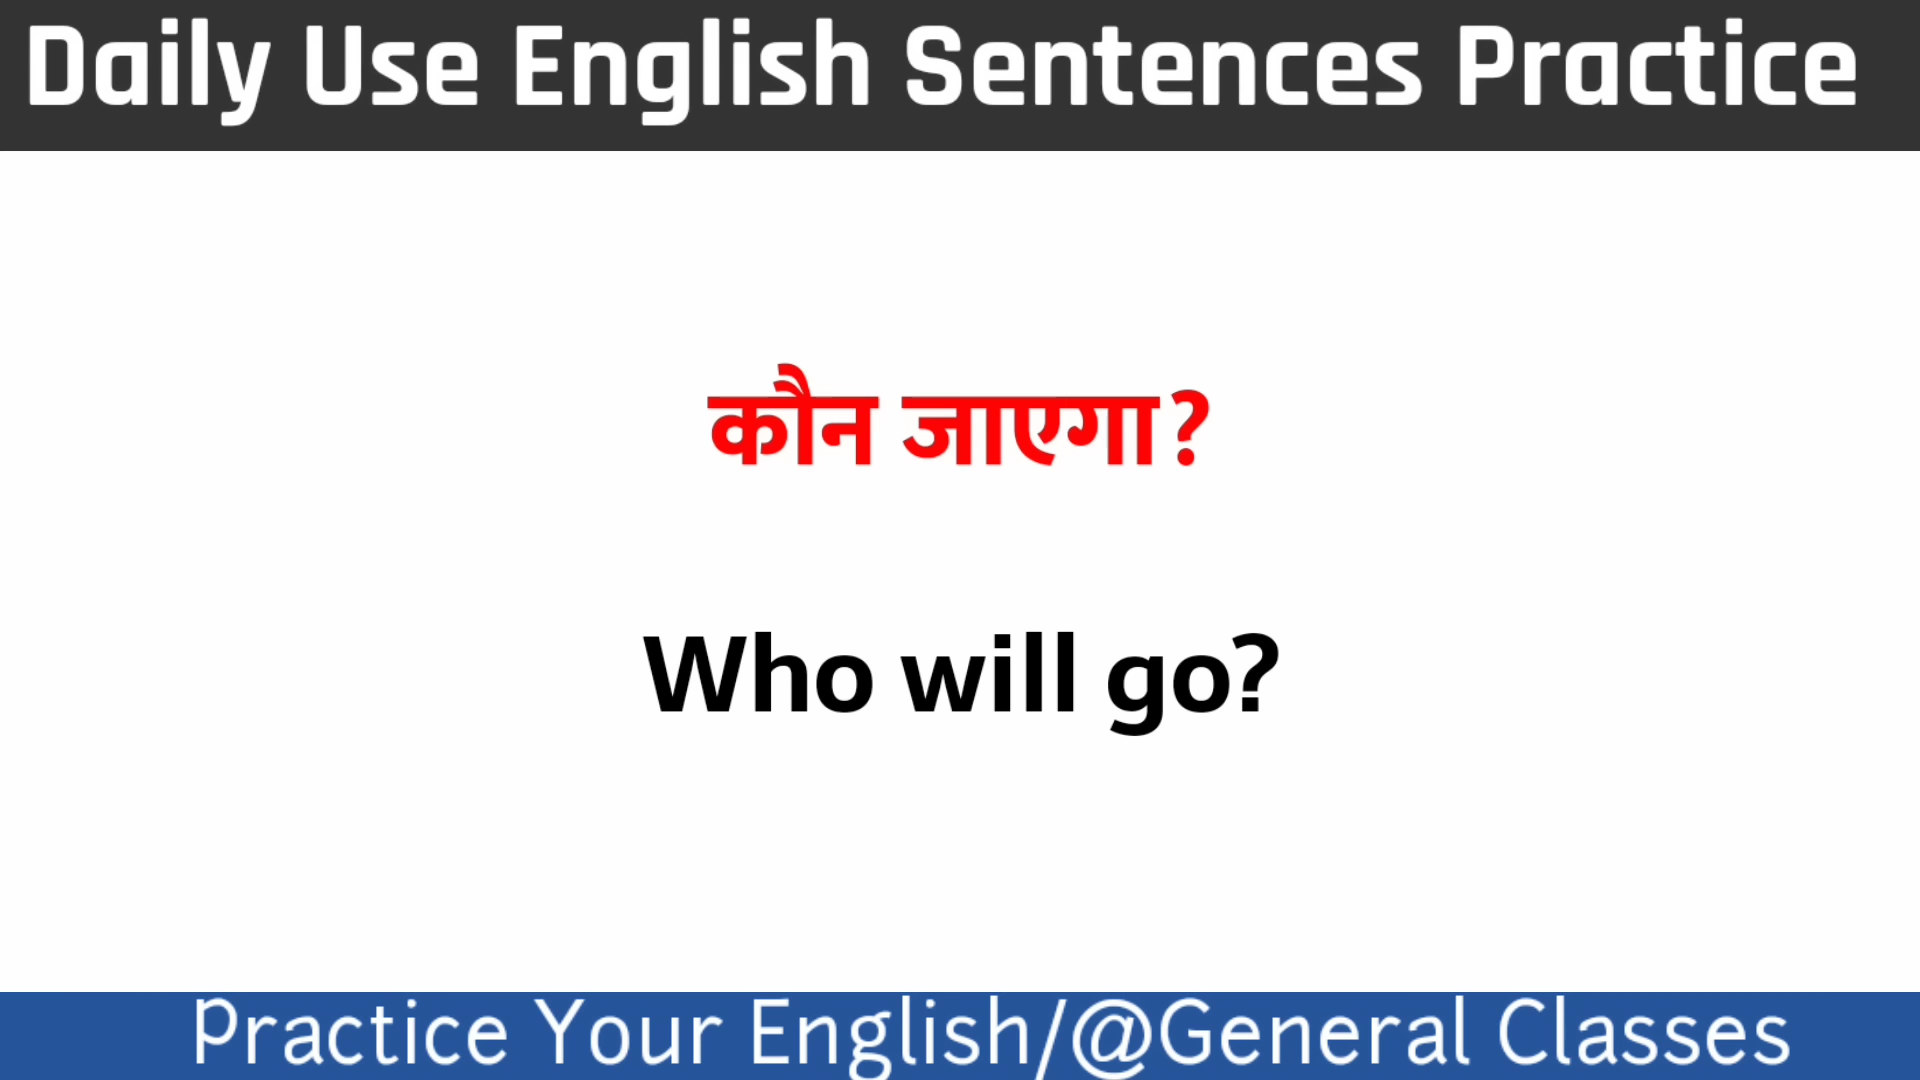 Daily Use English Sentences Practice
कौन जाएगा?
Who will go?
Practice Your English/@General Classes